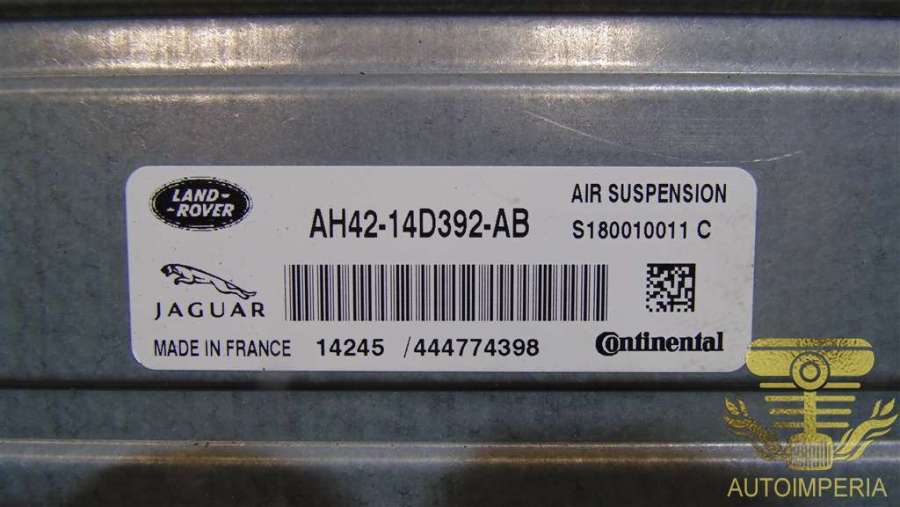 LAND-
-ROVER
JAGUAR
AH42-14D392-AB
AIR SUSPENSION
S180010011 C
MADE IN FRANCE 14245 /444774398
Continental
AUTOIMPERIA